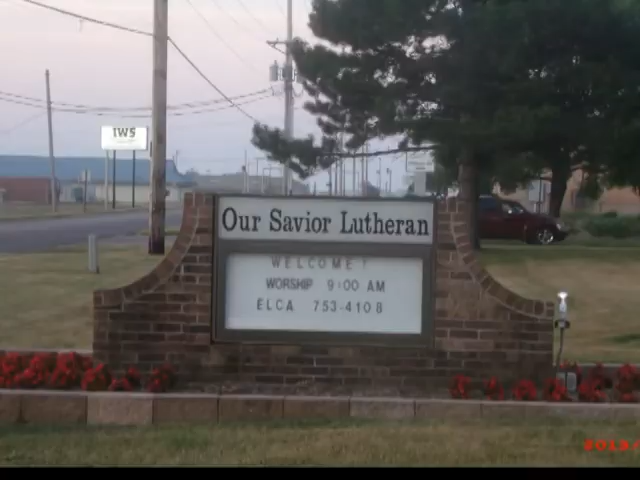 IWS
Our Savior Lutheran
WELCOME!
WORSHIP 9:00 AM
ELCA 753-4108